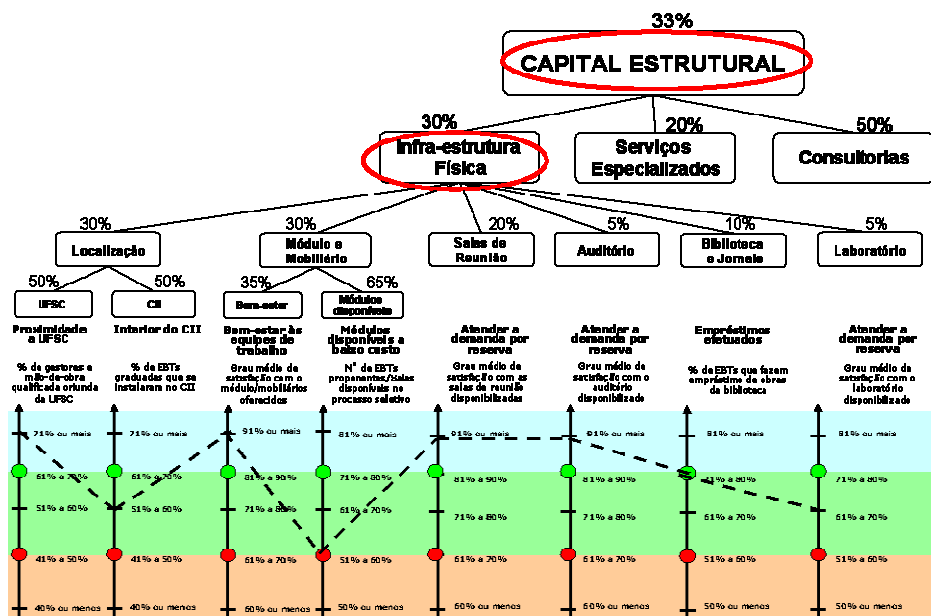 33%
CAPITAL ESTRUTURAL
30%
Infra-estrutura
Física
20%
Serviços
Especializados
50%
Consultorias
30%
Localização
30%
Módulo e
Mobiliério
20%
Salas de
Reunião
5%
Auditório
10%
Biblioteca
e Jornais
5%
Laboratório
50%
UFSC
50%
CII
35%
Bem-estar
65%
Módulos
disponíveis
Proximidade
a UFSC
% de gestores e
mão-de-obra
qualificada oriunda
da UFSC
Interior do CII
% de EBTs
graduadas que se
instalaram no CII
Bem-estar às
equipes de
trabalho
Grau médio de
satisfação com o
módulo/mobiliários
oferecidos
Módulos
disponíveis a
baixo custo
N° de EBTs
proponentes/Salas
disponíveis no
processo seletivo
Atender a
demanda por
reserva
Grau médio de
satisfação com as
salas de reunião
disponibilizadas
Atender a
demanda por
reserva
Grau médio de
satisfação com o
auditório
disponibilizado
Empréstimos
efetuados
% de EBTs que fazem
empréstimo de obras
da biblioteca
Atender a
demanda por
reserva
Grau médio de
satisfação com o
laboratório
disponibilizado
71% ou mais
71% ou mais
91% ou mais
81% ou mais
91% ou mais
91% ou mais
81% ou mais
81% ou mais
61% a 70%
61% a 70%
81% a 90%
71% a 80%
81% a 90%
81% a 90%
71% a 80%
71% a 80%
51% a 60%
51% a 60%
71% a 80%
61% a 70%
71% a 80%
71% a 80%
61% a 70%
61% a 70%
41% a 50%
41% a 50%
61% a 70%
51% a 60%
61% a 70%
61% a 70%
51% a 60%
51% a 60%
40% ou menos
40% ou menos
60% ou menos
50% ou menos
60% ou menos
60% ou menos
50% ou menos
50% ou menos